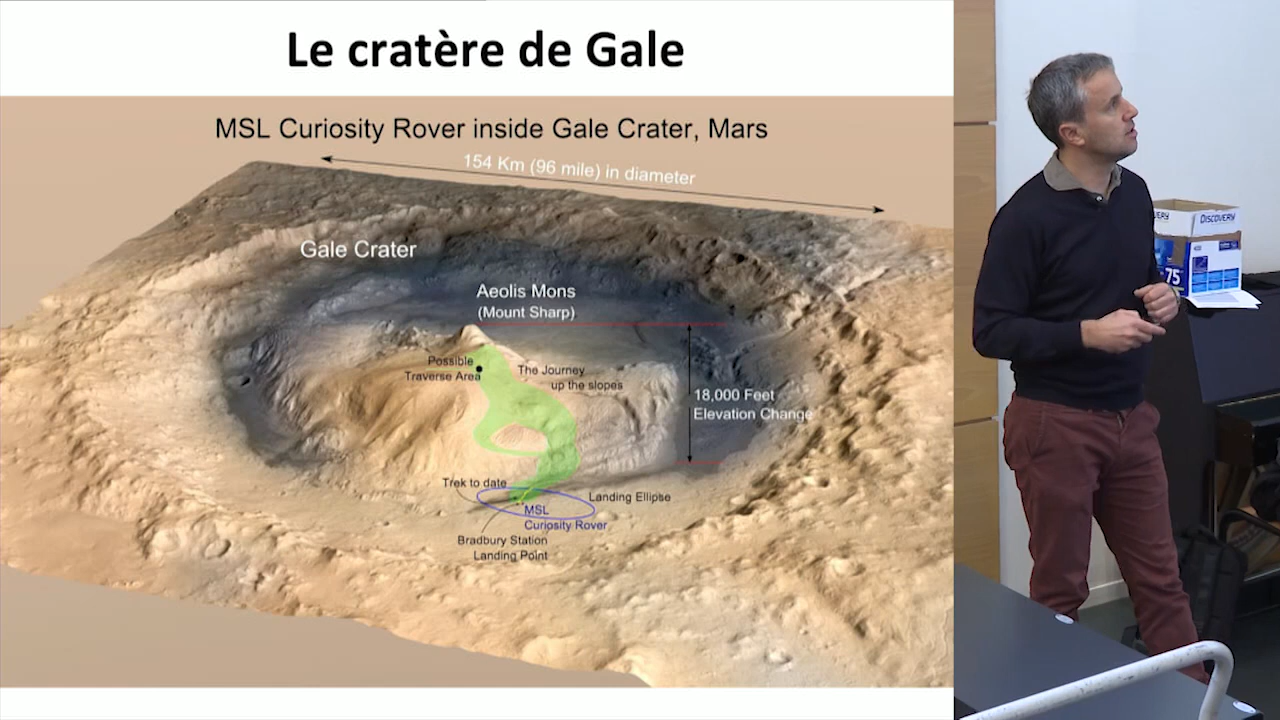 Le cratère de Gale
MSL Curiosity Rover inside Gale Crater, Mars
154 Km (96 mile) in diameter
Gale Crater
Aeolis Mons
(Mount Sharp)
Possible
Traverse Area
The Journey
up the slopes
18,000 Feet
Elevation Change
Trek to date
Landing Ellipse
MSL
Curiosity Rover
Bradbury Station
Landing Point
DISCOVERY
75